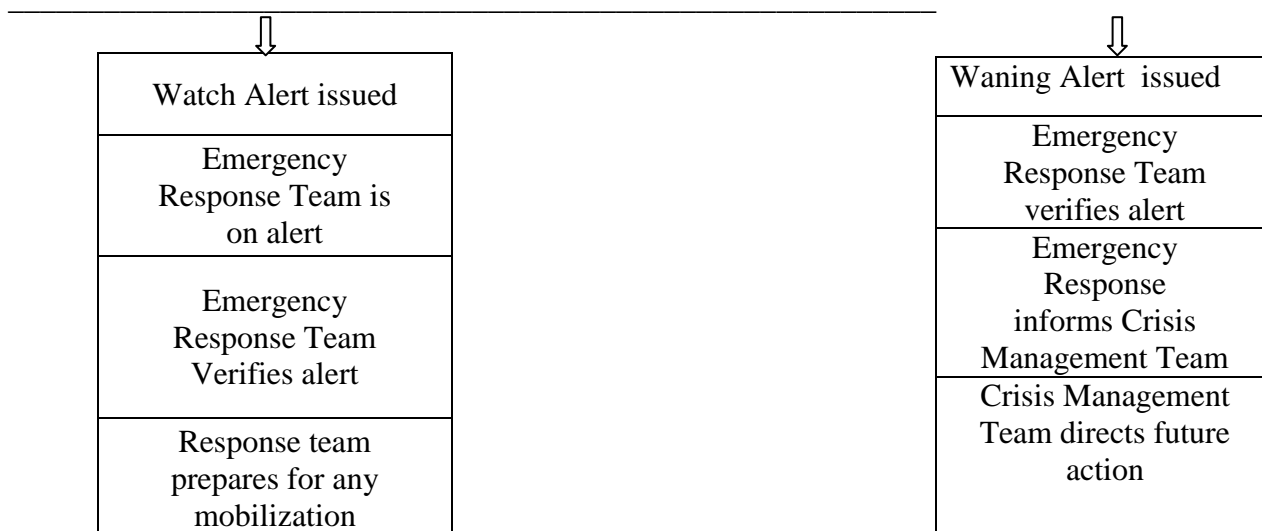 Watch Alert issued
Emergency
Response Team is
on alert
Emergency
Response Team
Verifies alert
Response team
prepares for any
mobilization
Waning Alert issued
Emergency
Response Team
verifies alert
Emergency
Response
informs Crisis
Management Team
Crisis Management
Team directs future
action